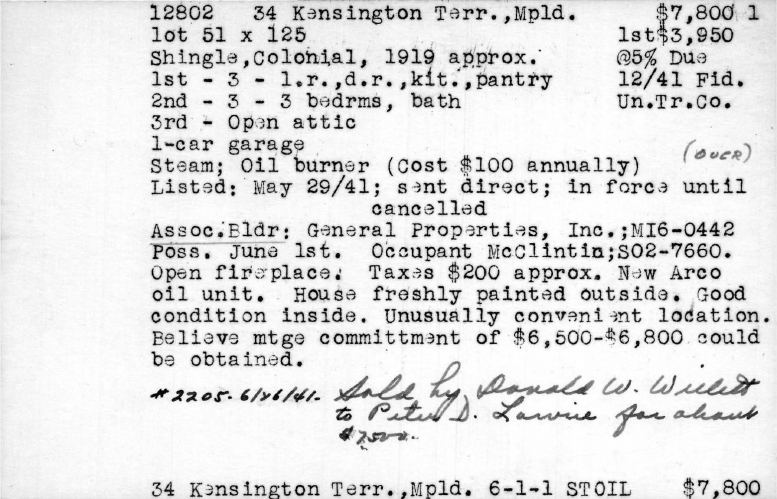 12802 34 Kensington Terr.,Mpld. $7,800 1
lot 51 x 125 1st$3,950
Shingle,Colonial, 1919 approx. @5% Due
1st - 3 - l.r.,d.r.,kit.,pantry 12/41 Fid.
2nd - 3 - 3 bedrms, bath Un.Tr.Co.
3rd - Open attic
1-car garage
(OVER)
Steam; Oil burner (Cost $100 annually)
Listed: May 29/41; sent direct; in force until
cancelled
Assoc.Bldr: General Properties, Inc.;MI6-0442
Poss. June 1st. Occupant McClintin;SO2-7660.
Open fireplace. Taxes $200 approx. New Arco
oil unit. House freshly painted outside. Good
condition inside. Unusually convenient location.
Believe mtge committment of $6,500-$6,800 could
be obtained.
#2205- 6/26/41- Sold by Donald W. Willett
to Peter D. Lawrie for about
$7500-
34 Kensington Terr.,Mpld. 6-1-1 STOIL $7,800